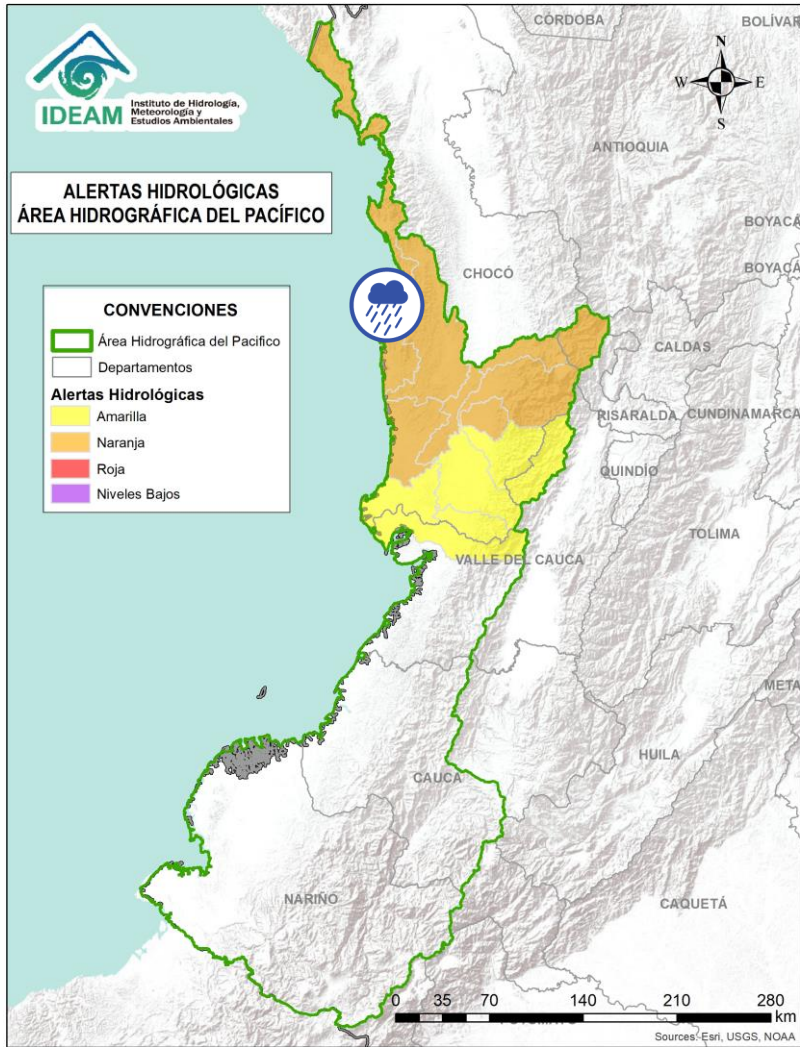 CÓRDOBA
BOLÍVAR
N
W E
S
IDEAM
Instituto de Hidrología,
Meteorología y
Estudios Ambientales
ANTIOQUIA
ALERTAS HIDROLÓGICAS
ÁREA HIDROGRÁFICA DEL PACÍFICO
BOYACÁ
BOYACÁ
CHOCÓ
CONVENCIONES
Área Hidrográfica del Pacifico
Departamentos
Alertas Hidrológicas
Amarilla
Naranja
Roja
Niveles Bajos
CALDAS
RISARALDA
CUNDINAMARCA
QUINDÍO
TOLIMA
VALLE DEL CAUCA
META
HUILA
CAUCA
NARIÑO
CAQUETÁ
0 35 70 140 210 280
km
Sources: Esri, USGS, NOAA